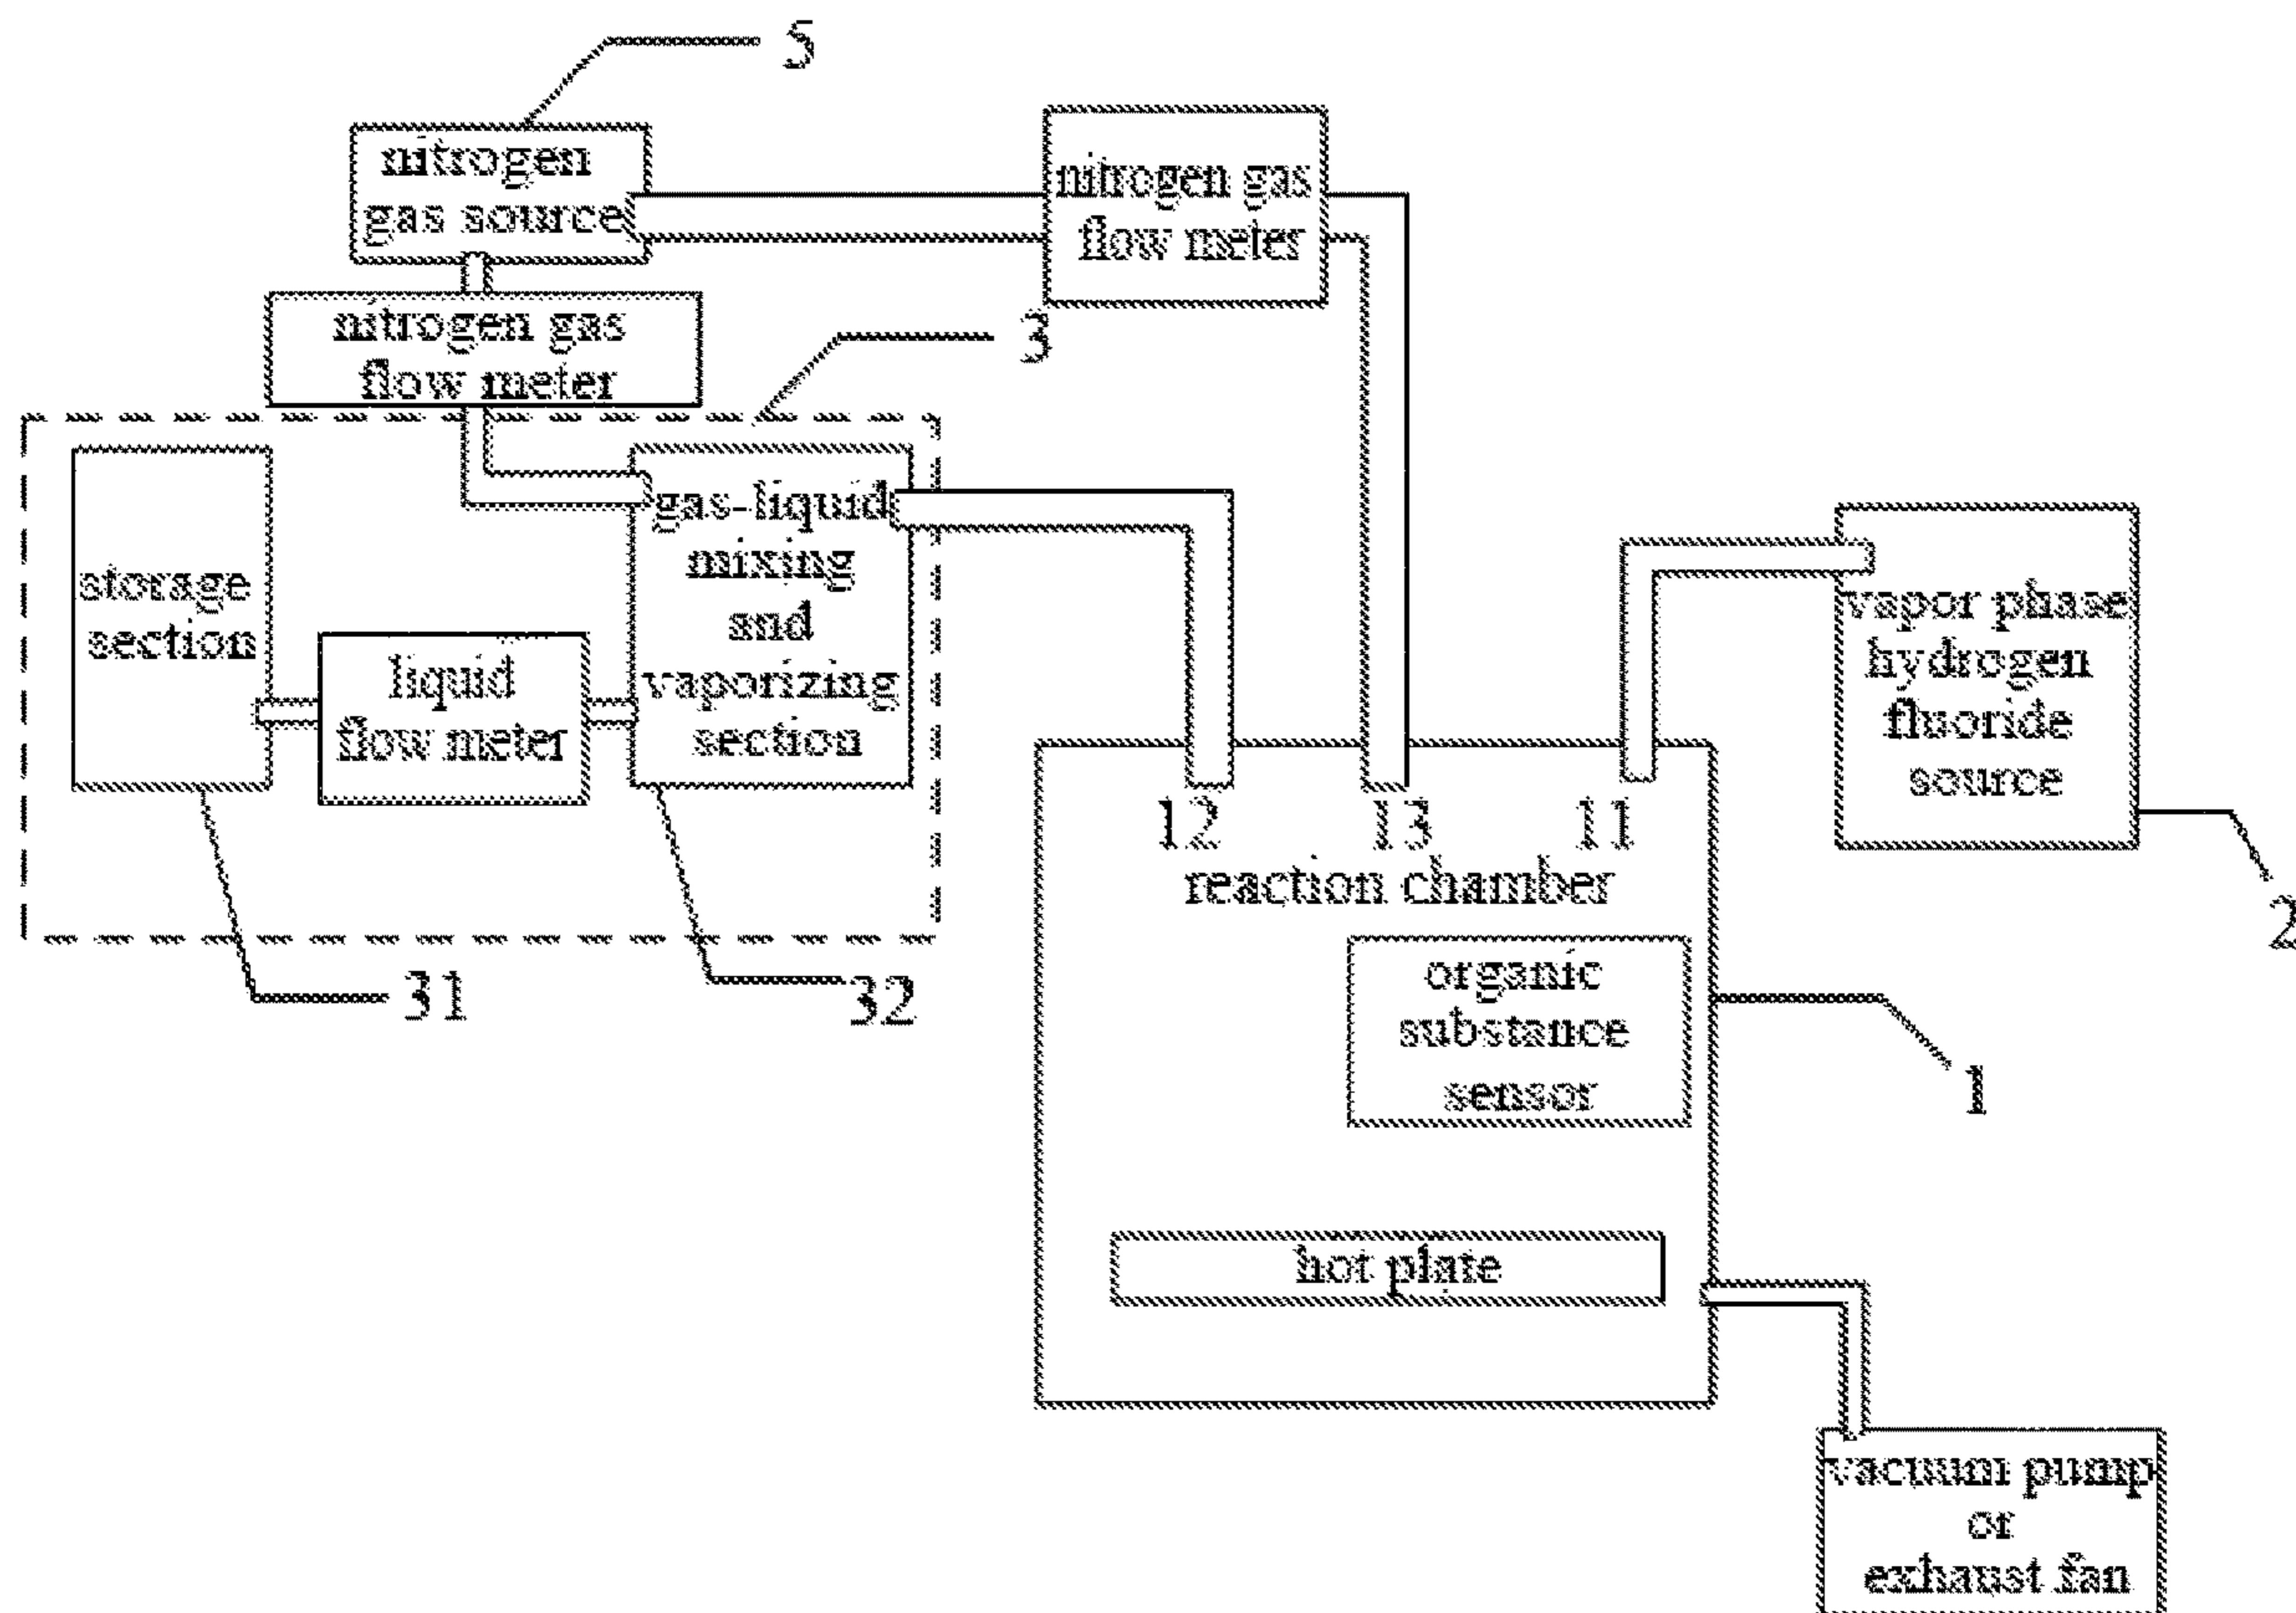 5
nitrogen
gas source
nitrogen gas
flow meter
nitrogen gas
flow meter
3
storage
section
liquid
flow meter
gas-liquid
mixing
and
vaporizing
section
vapor phase
hydrogen
fluoride
source
12 13 11
reaction chamber
2
31
32
organic
substance
sensor
1
hot plate
vacuum pump
or
exhaust fan